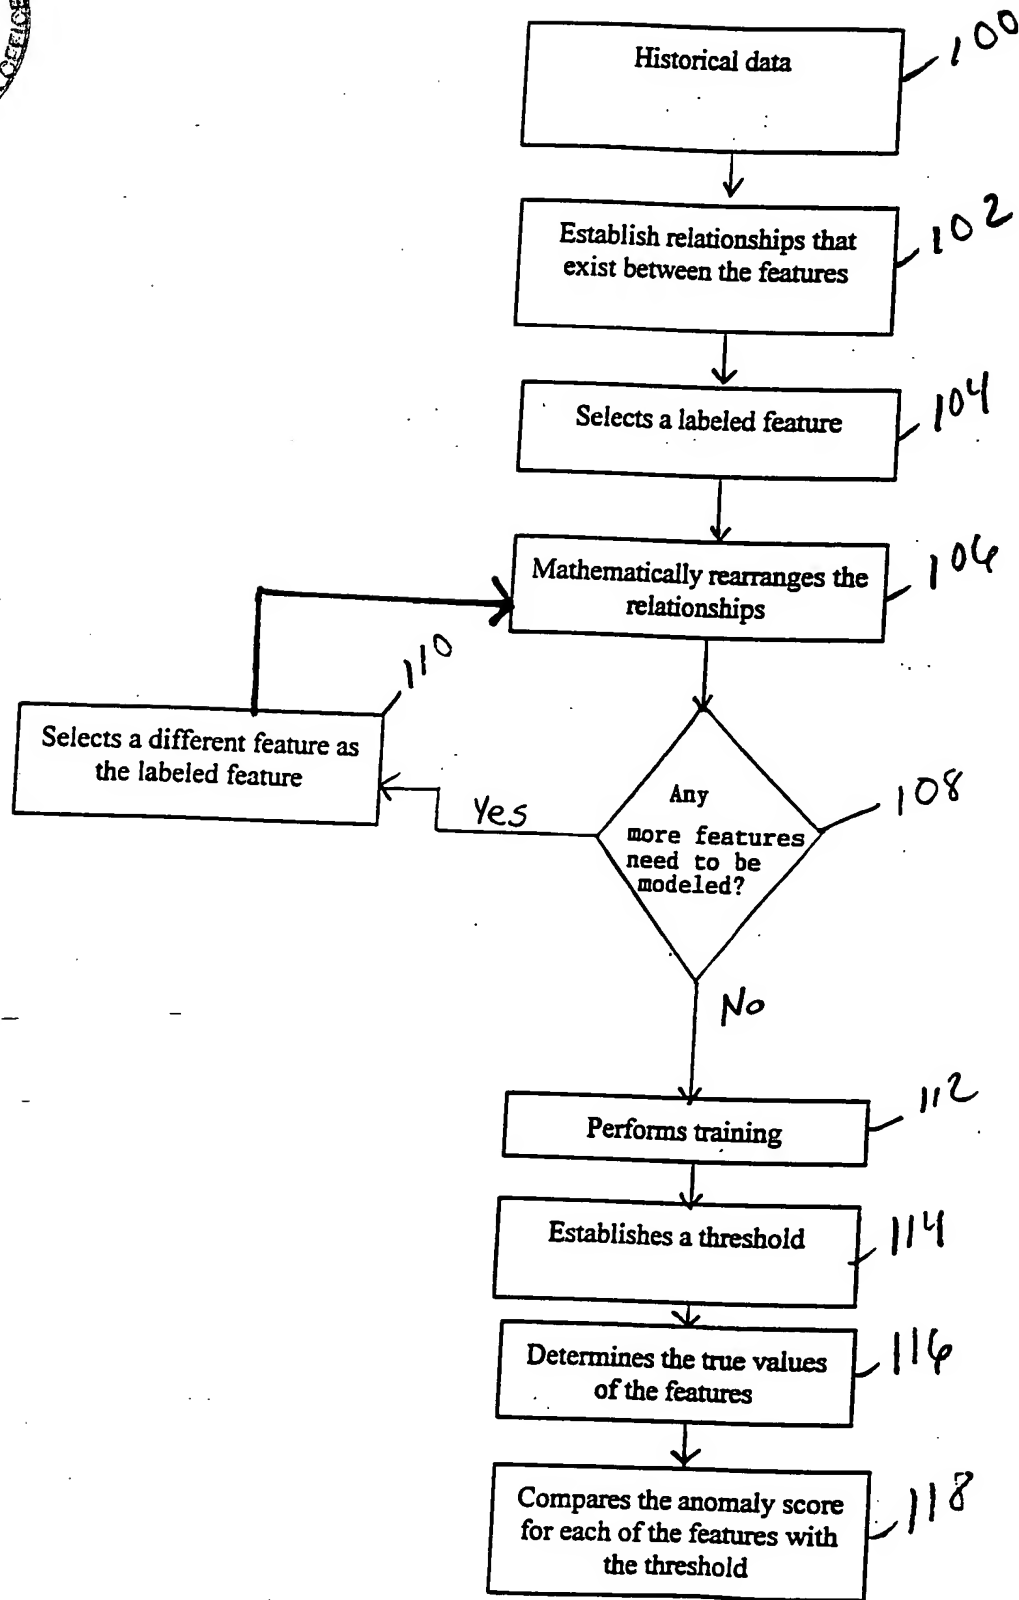 OFFICE
Historical data
100
Establish relationships that
exist between the features
102
Selects a labeled feature
104
Mathematically rearranges the
relationships
106
110
Selects a different feature as
the labeled feature
Yes
Any
more features
need to be
modeled?
108
No
Performs training
112
Establishes a threshold
114
Determines the true values
of the features
116
Compares the anomaly score
for each of the features with
the threshold
118